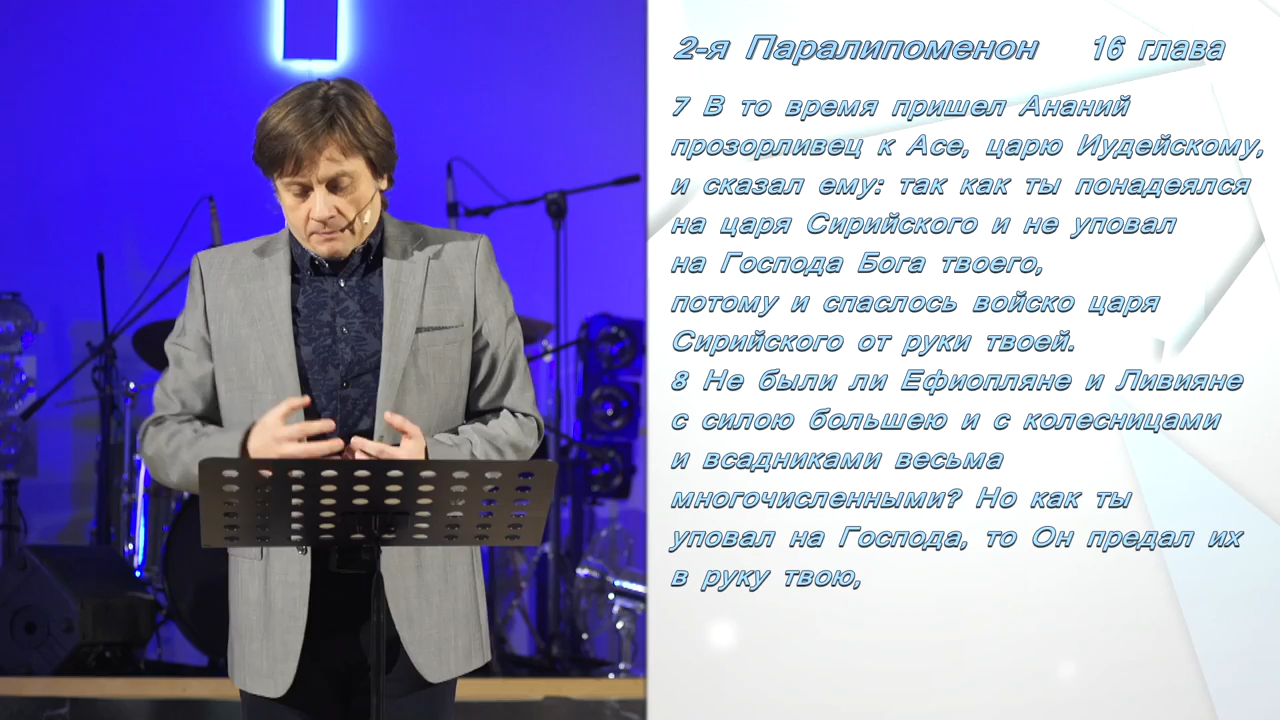 2-я Паралипоменон 16 глава
7 В то время пришел Ананий
прозорливец к Асе, царю Иудейскому,
и сказал ему: так как ты понадеялся
на царя Сирийского и не уповал
на Господа Бога твоего,
потому и спаслось войско царя
Сирийского от руки твоей.
8 Не были ли Ефиопляне и Ливияне
с силою большею и с колесницами
и всадниками весьма
многочисленными? Но как ты
уповал на Господа, то Он предал их
в руку твою,